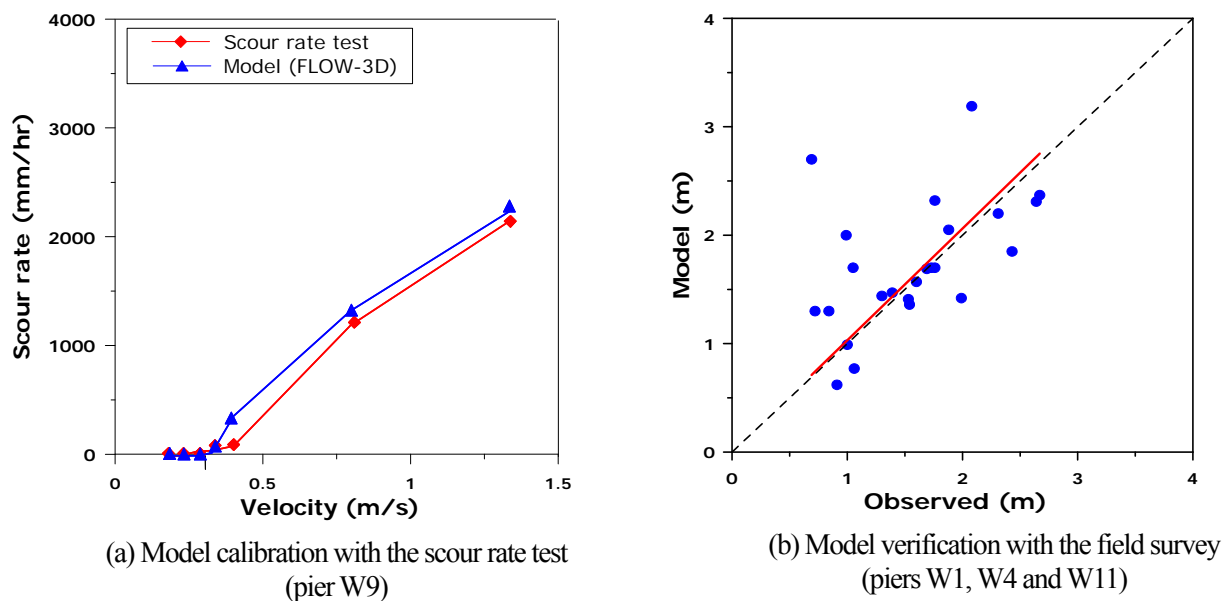 4000
3000
2000
1000
0
Scour rate (mm/hr)
Scour rate test
Model (FLOW-3D)
0
0.5
1
1.5
Velocity (m/s)
(a) Model calibration with the scour rate test
(pier W9)
4
3
2
1
0
Model (m)
0
1
2
3
4
Observed (m)
(b) Model verification with the field survey
(piers W1, W4 and W11)